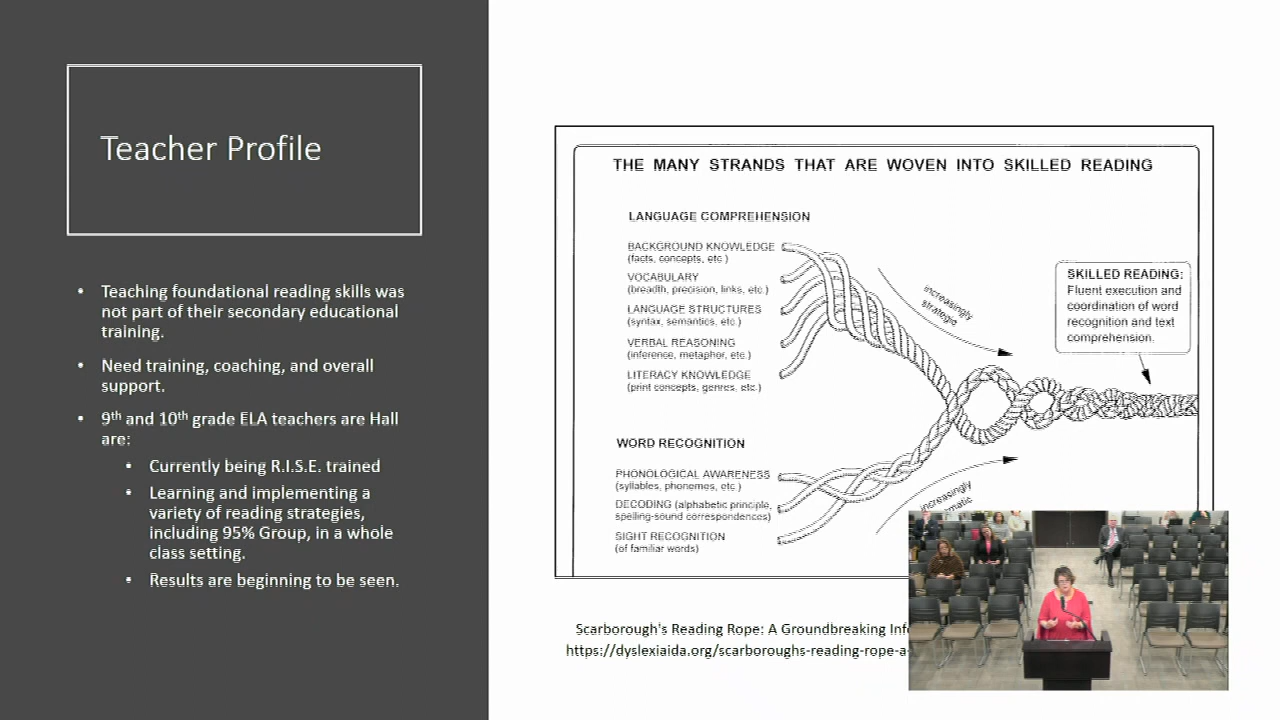 Teacher Profile
Teaching foundational reading skills was
not part of their secondary educational
training.
Need training, coaching, and overall
support.
9th and 10th grade ELA teachers are Hall
are:
Currently being R.I.S.E. trained
Learning and implementing a
variety of reading strategies,
including 95% Group, in a whole
class setting.
Results are beginning to be seen.
THE MANY STRANDS THAT ARE WOVEN INTO SKILLED READING
LANGUAGE COMPREHENSION
BACKGROUND KNOWLEDGE
(facts, concepts, etc.)
VOCABULARY
(breadth, precision, links, etc.)
LANGUAGE STRUCTURES
(syntax, semantics, etc.)
VERBAL REASONING
(inference, metaphor, etc.)
LITERACY KNOWLEDGE
(print concepts, genres, etc.)
WORD RECOGNITION
PHONOLOGICAL AWARENESS
(syllables, phonemes, etc.)
DECODING (alphabetic principle,
spelling-sound correspondences)
SIGHT RECOGNITION
(of familiar words)
increasingly
strategic
increasingly
SKILLED READING:
Fluent execution and
coordination of word
recognition and text
comprehension.
Scarborough's Reading Rope: A Groundbreaking
https://dyslexiaida.org/scarboroughs-reading-rope-a-